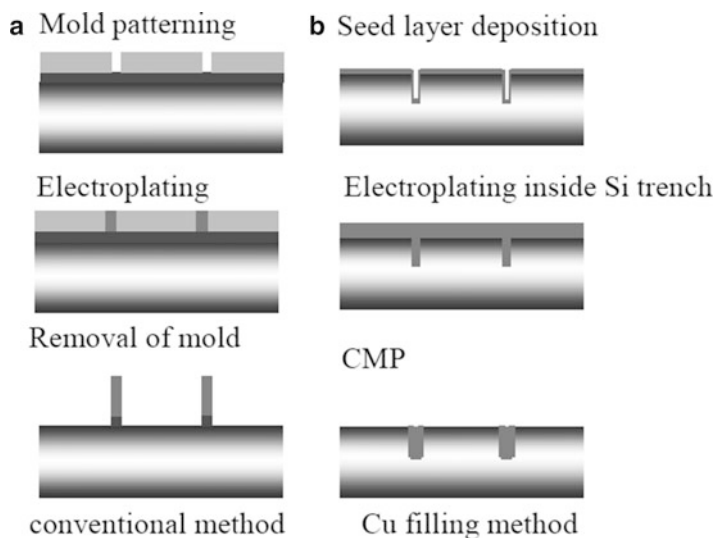 a Mold patterning
Electroplating
Removal of mold
conventional method
b Seed layer deposition
Electroplating inside Si trench
CMP
Cu filling method